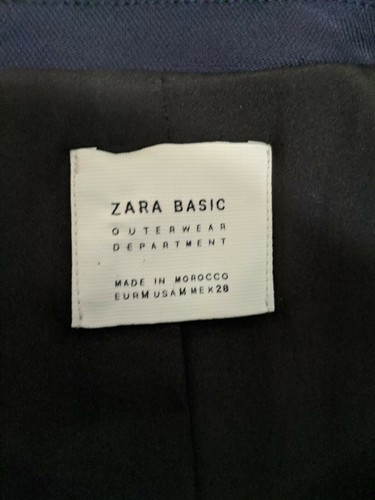 ZARA BASIC
OUTERWEAR
DEPARTMENT
MADE IN MOROCCO
EUR M USA M MEX 28